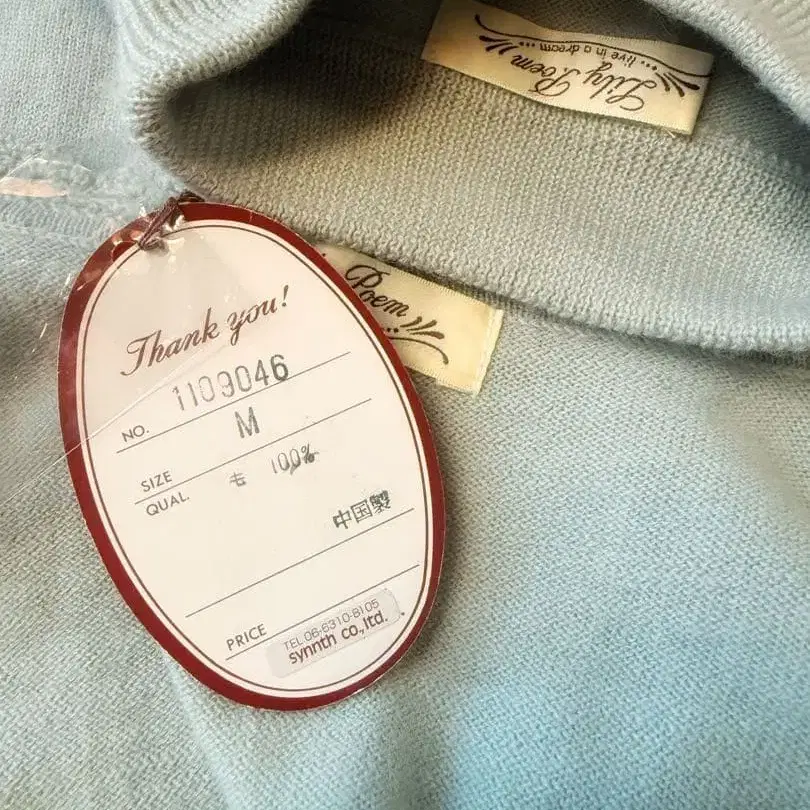 Lily Poem
... live in a dream ...
Poem
Thank you!
NO. 1109046
SIZE M
QUAL. 毛 100%
中国製
PRICE
TEL 06-6310-8105
synnth co.,ltd.